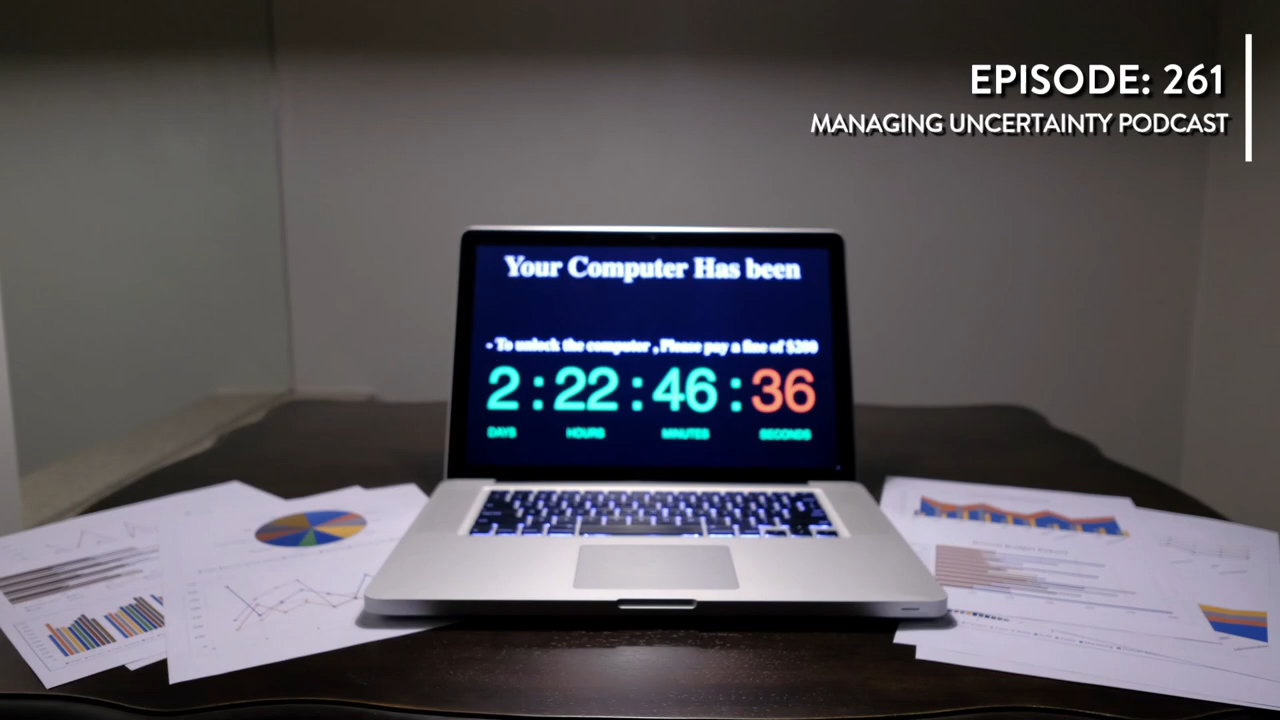 EPISODE: 261
MANAGING UNCERTAINTY PODCAST
Your Computer Has been
- To unlock the computer , Please pay a fine of $200
2 : 22 : 46 : 36
DAYS HOURS MINUTES SECONDS